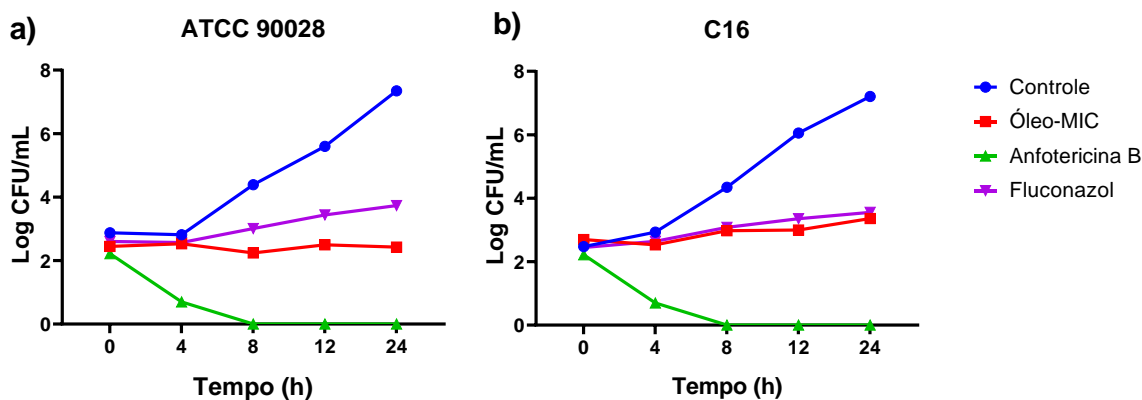 a)
ATCC 90028
Log CFU/mL
8
6
4
2
0
0 4 8 12 24
Tempo (h)
b)
C16
Log CFU/mL
8
6
4
2
0
0 4 8 12 24
Tempo (h)
Controle
Óleo-MIC
Anfotericina B
Fluconazol